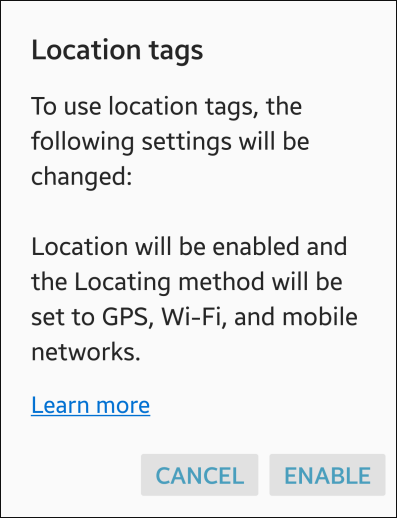 Location tags
To use location tags, the
following settings will be
changed:
Location will be enabled and
the Locating method will be
set to GPS, Wi-Fi, and mobile
networks.
Learn more
CANCEL ENABLE